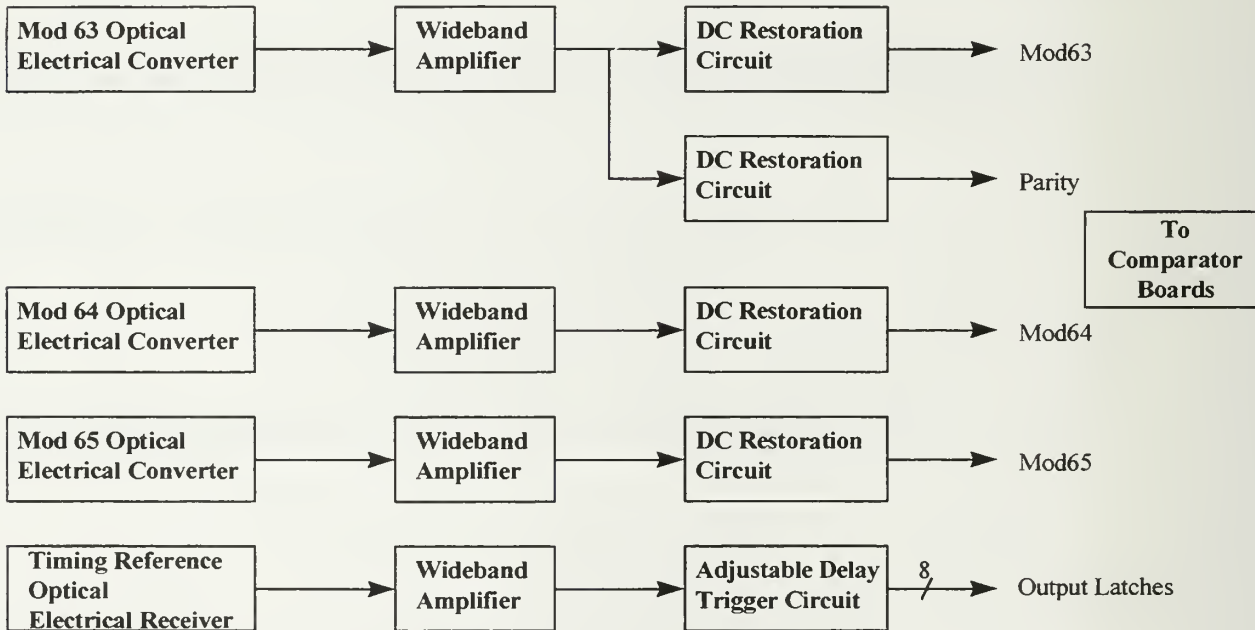 Mod 63 Optical
Electrical Converter
Wideband
Amplifier
DC Restoration
Circuit
Mod63
DC Restoration
Circuit
Parity
To
Comparator
Boards
Mod 64 Optical
Electrical Converter
Wideband
Amplifier
DC Restoration
Circuit
Mod64
Mod 65 Optical
Electrical Converter
Wideband
Amplifier
DC Restoration
Circuit
Mod65
Timing Reference
Optical
Electrical Receiver
Wideband
Amplifier
Adjustable Delay
Trigger Circuit
8
Output Latches